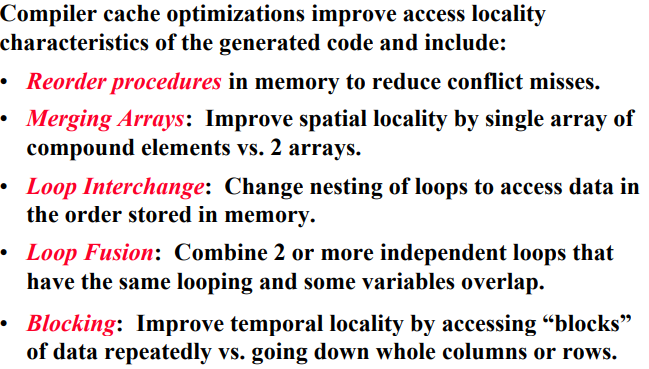 Compiler cache optimizations improve access locality
characteristics of the generated code and include:
• Reorder procedures in memory to reduce conflict misses.
• Merging Arrays: Improve spatial locality by single array of
compound elements vs. 2 arrays.
• Loop Interchange: Change nesting of loops to access data in
the order stored in memory.
• Loop Fusion: Combine 2 or more independent loops that
have the same looping and some variables overlap.
• Blocking: Improve temporal locality by accessing “blocks”
of data repeatedly vs. going down whole columns or rows.